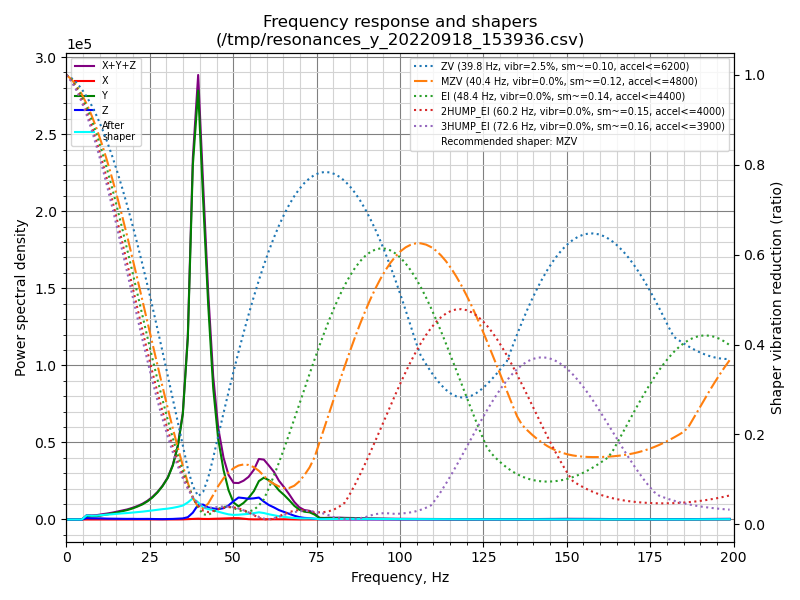 Frequency response and shapers
(/tmp/resonances_y_20220918_153936.csv)
1e5
3.0
2.5
2.0
1.5
1.0
0.5
0.0
Power spectral density
X+Y+Z
X
Y
Z
After
shaper
ZV (39.8 Hz, vibr=2.5%, sm~=0.10, accel<=6200)
MZV (40.4 Hz, vibr=0.0%, sm~=0.12, accel<=4800)
EI (48.4 Hz, vibr=0.0%, sm~=0.14, accel<=4400)
2HUMP_EI (60.2 Hz, vibr=0.0%, sm~=0.15, accel<=4000)
3HUMP_EI (72.6 Hz, vibr=0.0%, sm~=0.16, accel<=3900)
Recommended shaper: MZV
1.0
0.8
0.6
0.4
0.2
0.0
Shaper vibration reduction (ratio)
0 25 50 75 100 125 150 175 200
Frequency, Hz